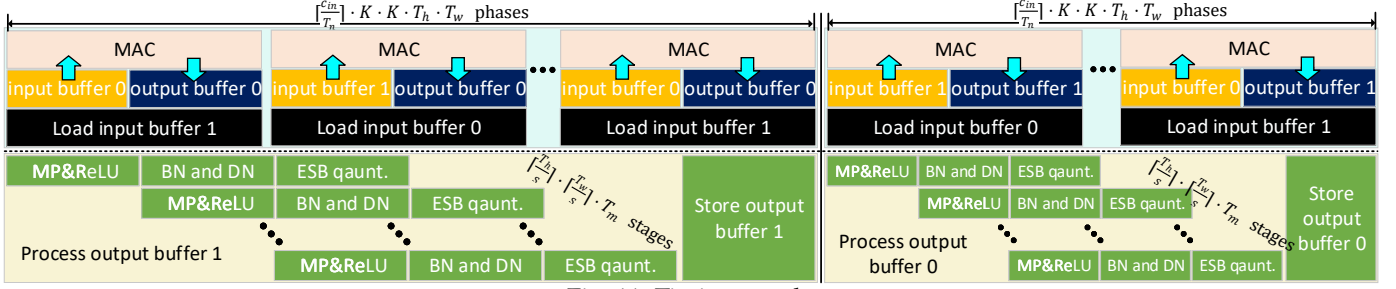 ⌈c_in/T_n⌉ · K · K · T_h · T_w phases
MAC
MAC
MAC
input buffer 0
output buffer 0
input buffer 1
output buffer 0
input buffer 0
output buffer 0
Load input buffer 1
Load input buffer 0
Load input buffer 1
MP&ReLU
BN and DN
ESB qaunt.
MP&ReLU
BN and DN
ESB qaunt.
MP&ReLU
BN and DN
ESB qaunt.
⌈T_h/s⌉ · ⌈T_w/s⌉ · T_m stages
Process output buffer 1
Store output
buffer 1
⌈c_in/T_n⌉ · K · K · T_h · T_w phases
MAC
MAC
input buffer 1
output buffer 1
input buffer 0
output buffer 1
Load input buffer 0
Load input buffer 1
MP&ReLU
BN and DN
ESB qaunt.
MP&ReLU
BN and DN
ESB qaunt.
MP&ReLU
BN and DN
ESB qaunt.
⌈T_h/s⌉ · ⌈T_w/s⌉ · T_m stages
Process output
buffer 0
Store
output
buffer 0